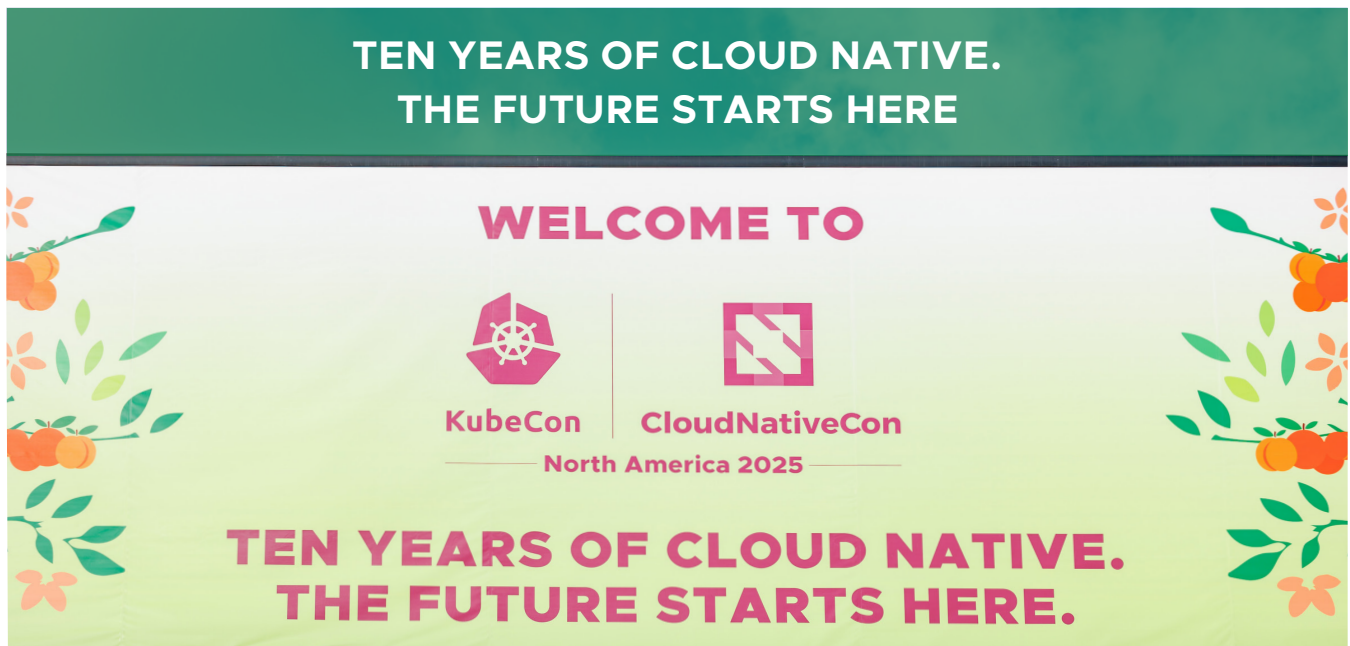 TEN YEARS OF CLOUD NATIVE.
THE FUTURE STARTS HERE
WELCOME TO
KubeCon
CloudNativeCon
North America 2025
TEN YEARS OF CLOUD NATIVE.
THE FUTURE STARTS HERE.